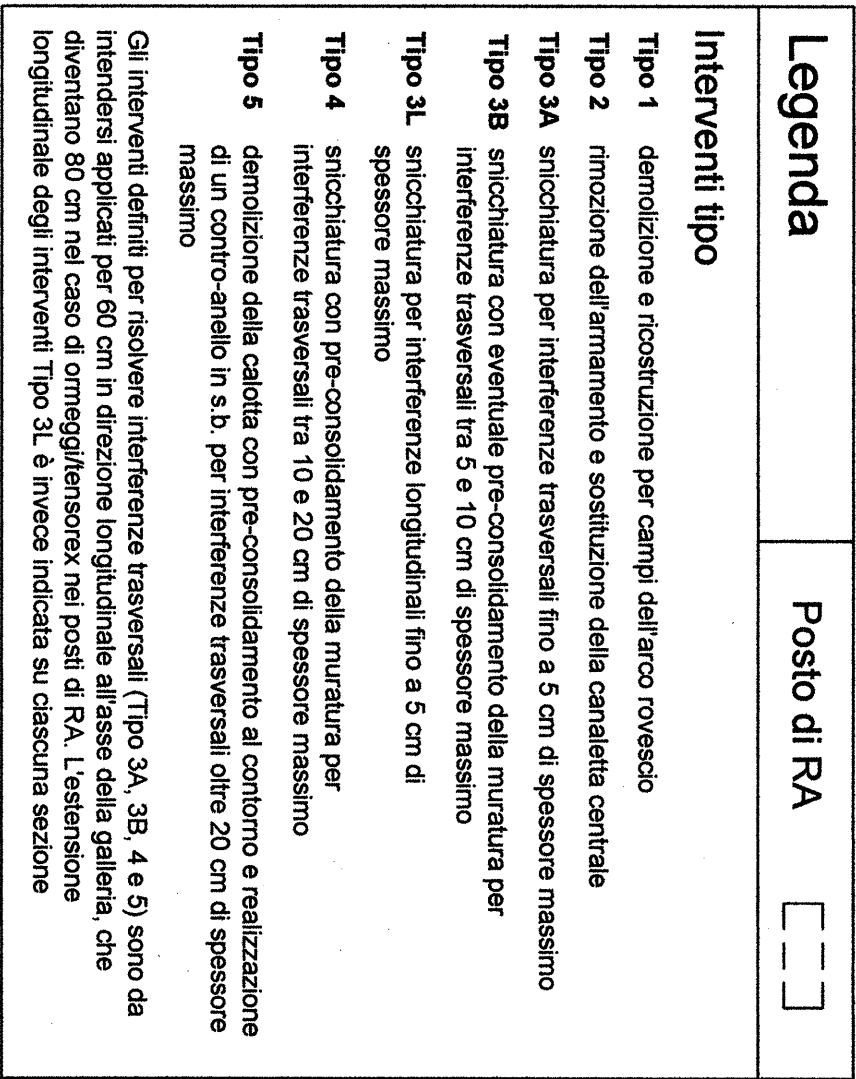 Legenda
Posto di RA
Interventi tipo
Tipo 1 demolizione e ricostruzione per campi dell'arco rovescio
Tipo 2 rimozione dell'armamento e sostituzione della canaletta centrale
Tipo 3A snicchiatura per interferenze trasversali fino a 5 cm di spessore massimo
Tipo 3B snicchiatura con eventuale pre-consolidamento della muratura per
interferenze trasversali tra 5 e 10 cm di spessore massimo
Tipo 3L snicchiatura per interferenze longitudinali fino a 5 cm di
spessore massimo
Tipo 4 snicchiatura con pre-consolidamento della muratura per
interferenze trasversali tra 10 e 20 cm di spessore massimo
Tipo 5 demolizione della calotta con pre-consolidamento al contorno e realizzazione
di un contro-anello in s.b. per interferenze trasversali oltre 20 cm di spessore
massimo
Gli interventi definiti per risolvere interferenze trasversali (Tipo 3A, 3B, 4 e 5) sono da
intendersi applicati per 60 cm in direzione longitudinale all'asse della galleria, che
diventano 80 cm nel caso di ormeggi/tensorex nei posti di RA. L'estensione
longitudinale degli interventi Tipo 3L è invece indicata su ciascuna sezione